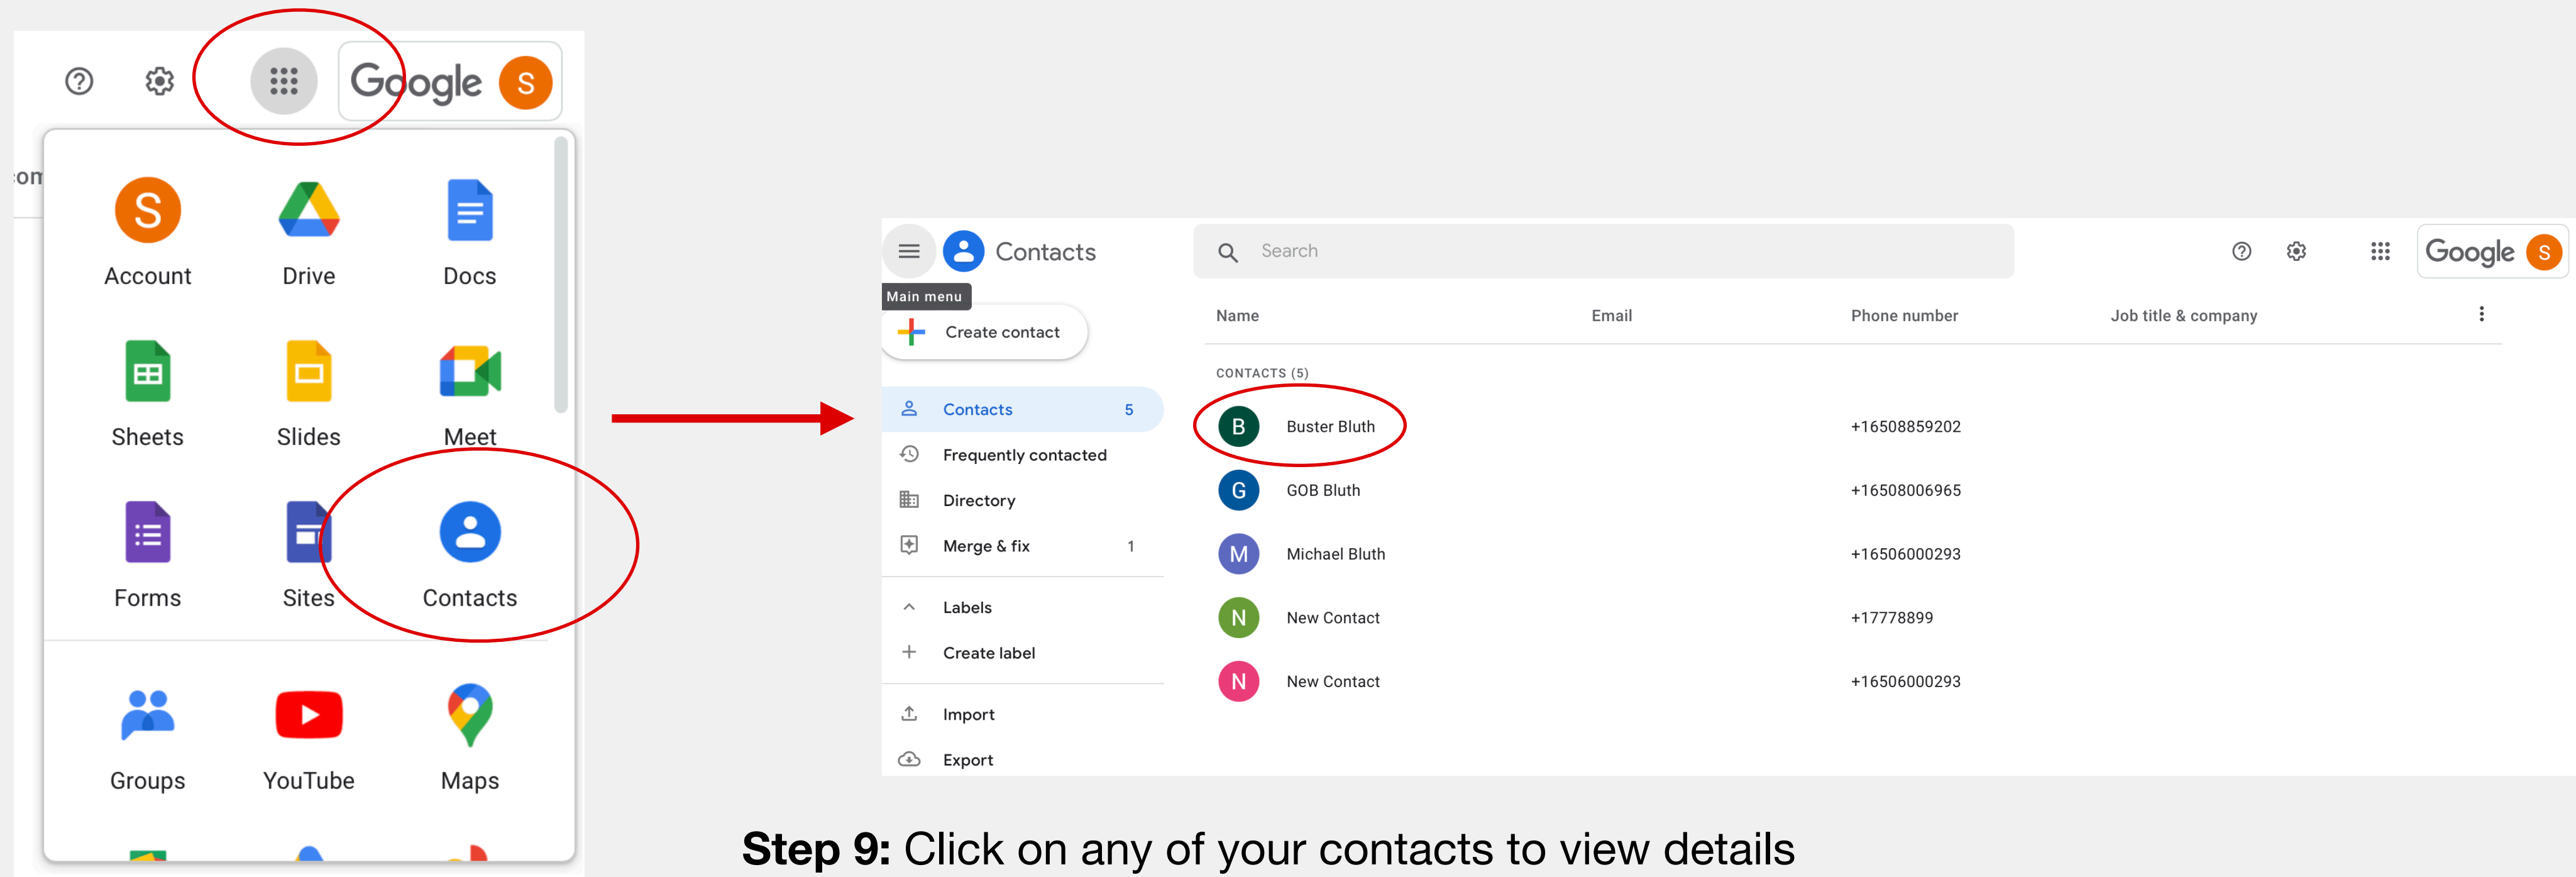 Google S
com
S
Account Drive Docs
Sheets Slides Meet
Forms Sites Contacts
Groups YouTube Maps
Contacts
Search
Google S
Main menu
Create contact
Contacts 5
Frequently contacted
Directory
Merge & fix 1
Labels
Create label
Import
Export
Name Email Phone number Job title & company
CONTACTS (5)
B Buster Bluth +16508859202
G GOB Bluth +16508006965
M Michael Bluth +16506000293
N New Contact +17778899
N New Contact +16506000293
Step 9: Click on any of your contacts to view details